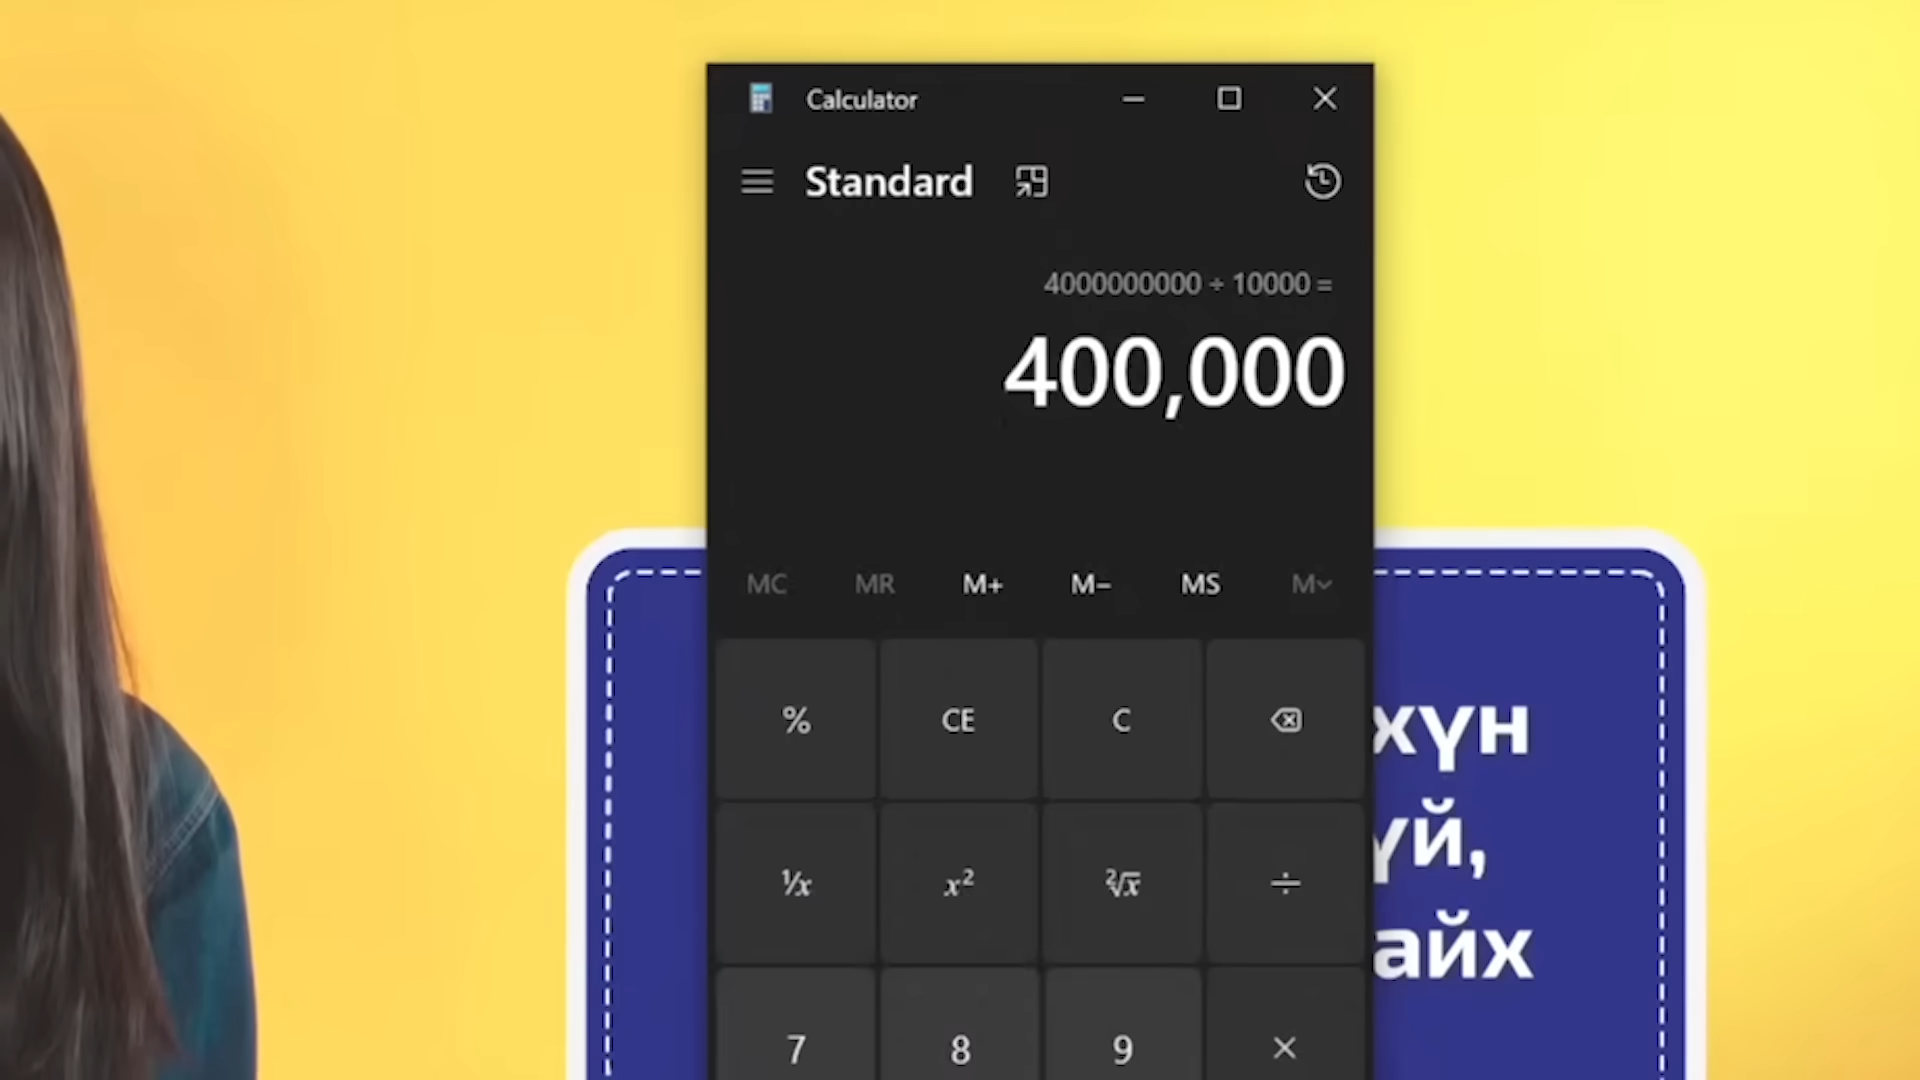 Calculator
Standard
4000000000 ÷ 10000 =
400,000
MC MR M+ M− MS M
% CE C
⅟x x² ²√x ÷
7 8 9 ×
хүн
үй,
айх